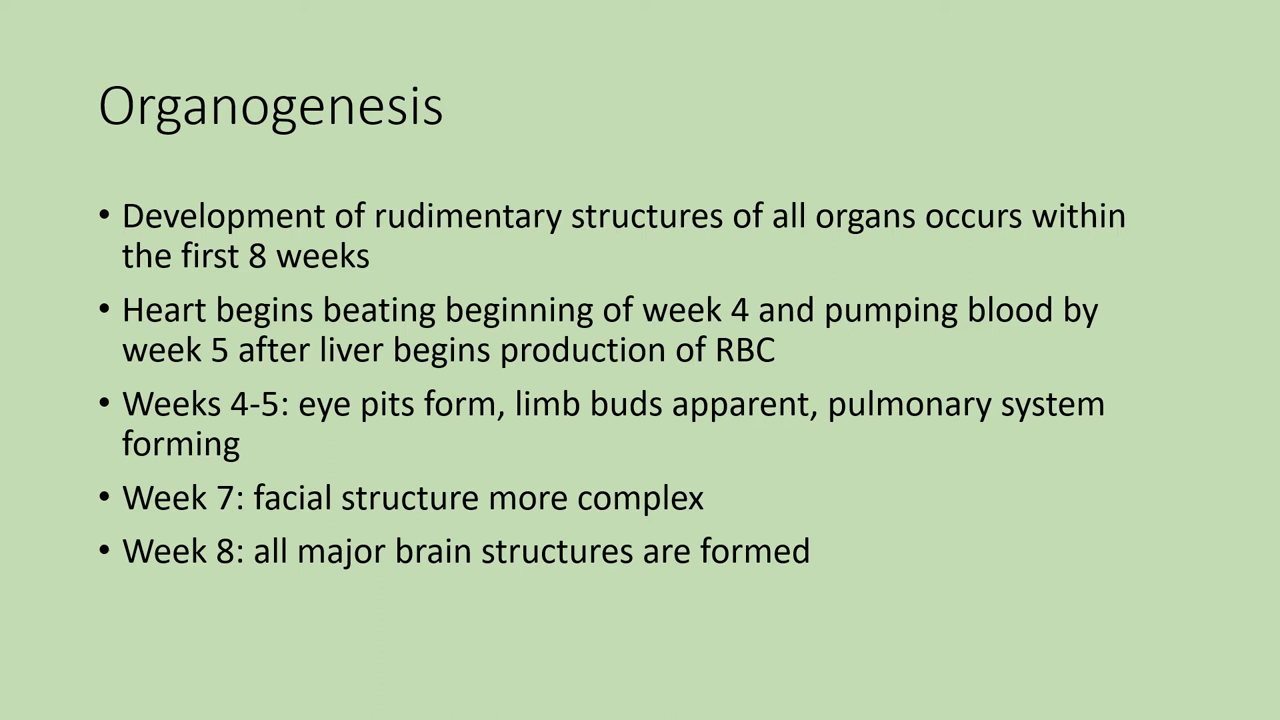 Organogenesis
• Development of rudimentary structures of all organs occurs within
the first 8 weeks
• Heart begins beating beginning of week 4 and pumping blood by
week 5 after liver begins production of RBC
• Weeks 4-5: eye pits form, limb buds apparent, pulmonary system
forming
• Week 7: facial structure more complex
• Week 8: all major brain structures are formed